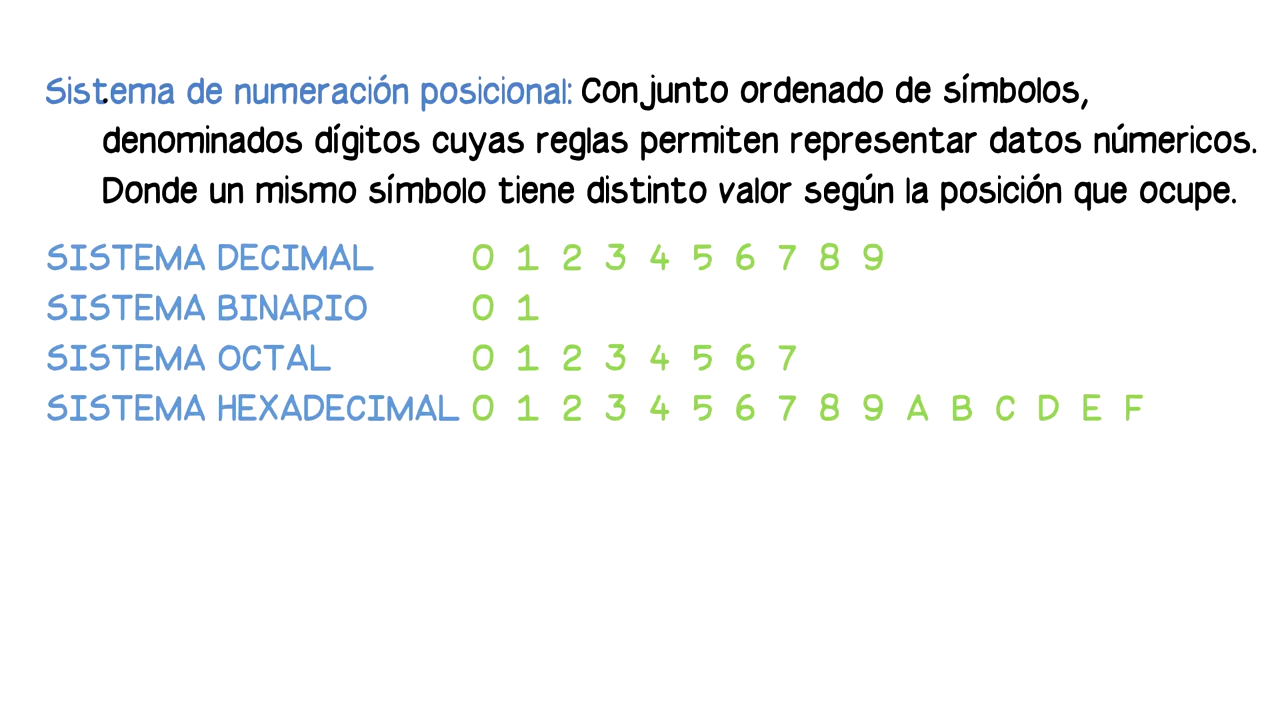 Sistema de numeración posicional: Conjunto ordenado de símbolos,
denominados dígitos cuyas reglas permiten representar datos númericos.
Donde un mismo símbolo tiene distinto valor según la posición que ocupe.
SISTEMA DECIMAL 0 1 2 3 4 5 6 7 8 9
SISTEMA BINARIO 0 1
SISTEMA OCTAL 0 1 2 3 4 5 6 7
SISTEMA HEXADECIMAL 0 1 2 3 4 5 6 7 8 9 A B C D E F